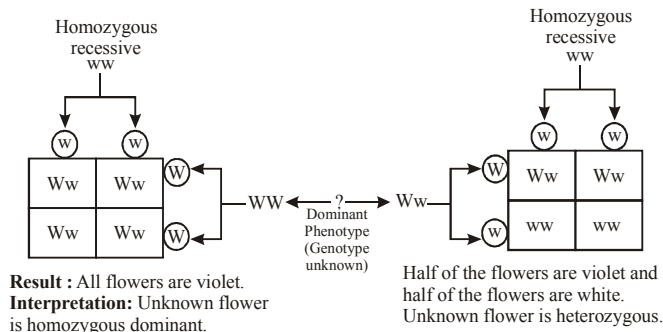 Homozygous
recessive
ww
w
w
Ww
Ww
W
Ww
Ww
W
WW
?
Dominant
Phenotype
(Genotype
unknown)
Ww
Homozygous
recessive
ww
w
w
W
Ww
Ww
w
ww
ww
Result : All flowers are violet.
Interpretation: Unknown flower
is homozygous dominant.
Half of the flowers are violet and
half of the flowers are white.
Unknown flower is heterozygous.